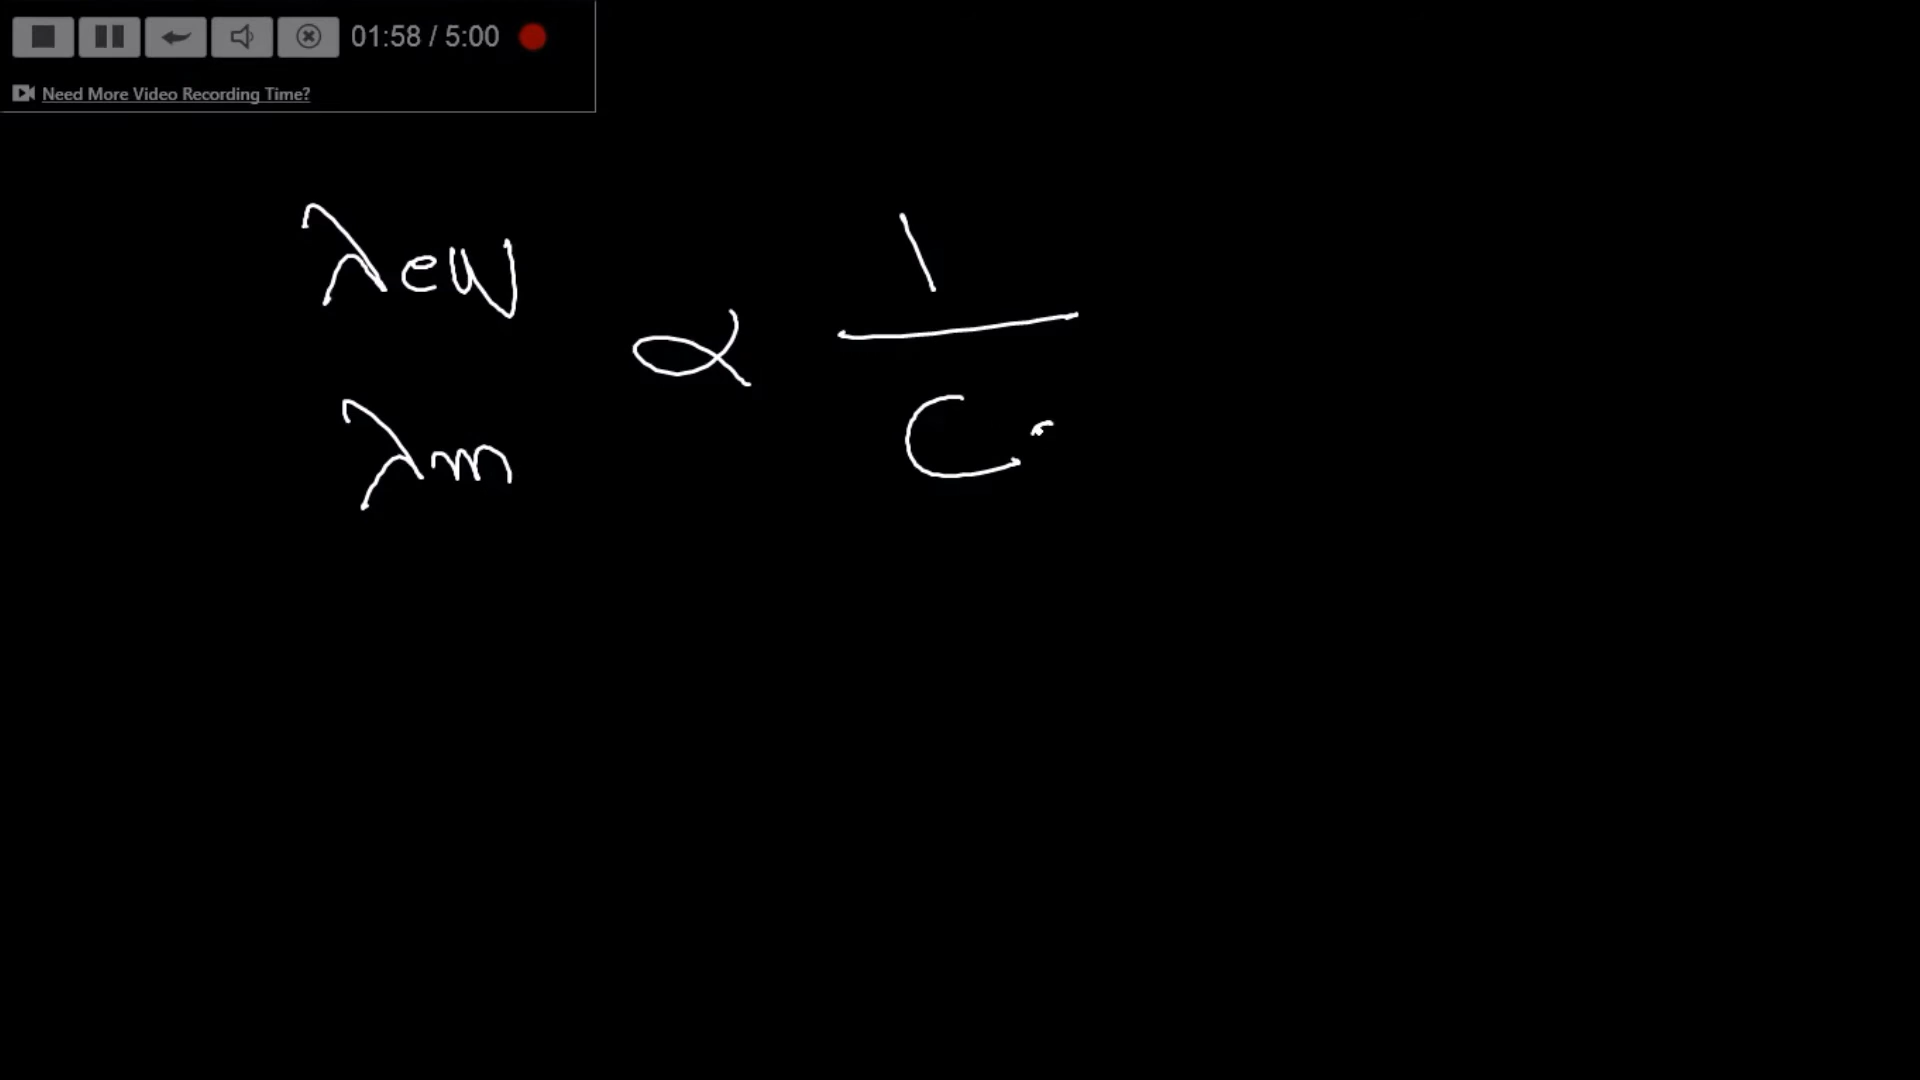 01:58 / 5:00
Need More Video Recording Time?
λeW
λm
∝
1
C